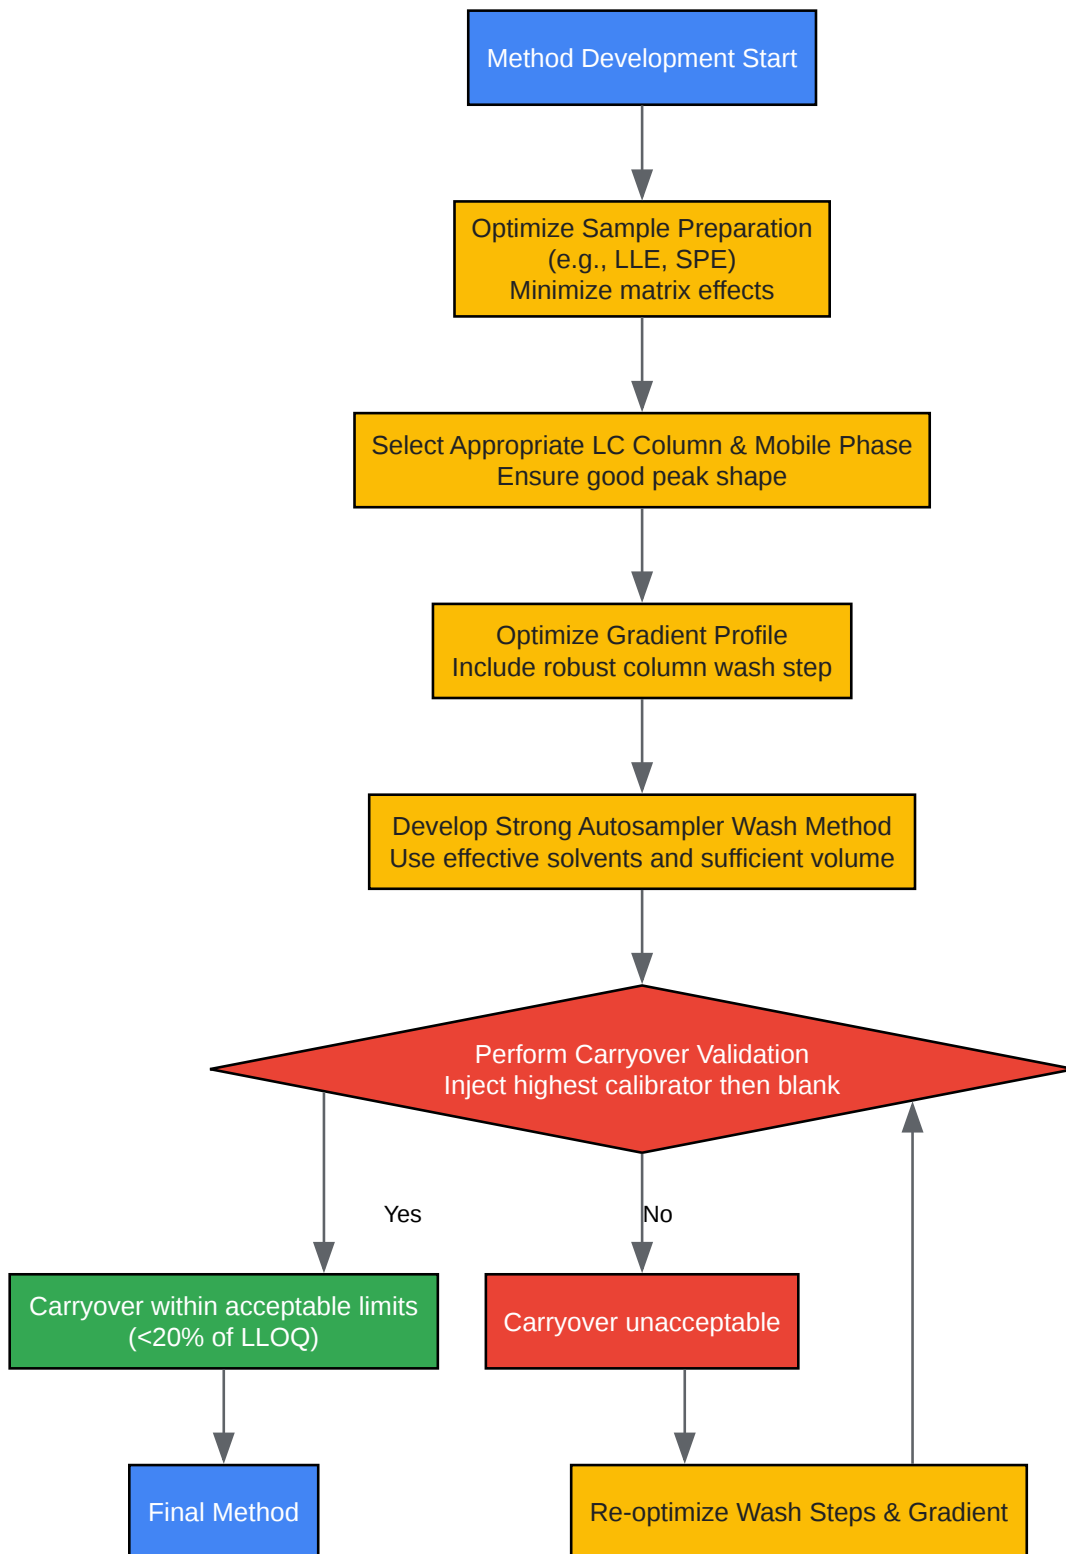 Method Development Start
Optimize Sample Preparation
(e.g., LLE, SPE)
Minimize matrix effects
Select Appropriate LC Column & Mobile Phase
Ensure good peak shape
Optimize Gradient Profile
Include robust column wash step
Develop Strong Autosampler Wash Method
Use effective solvents and sufficient volume
Perform Carryover Validation
Inject highest calibrator then blank
Yes
No
Carryover within acceptable limits
(<20% of LLOQ)
Carryover unacceptable
Final Method
Re-optimize Wash Steps & Gradient